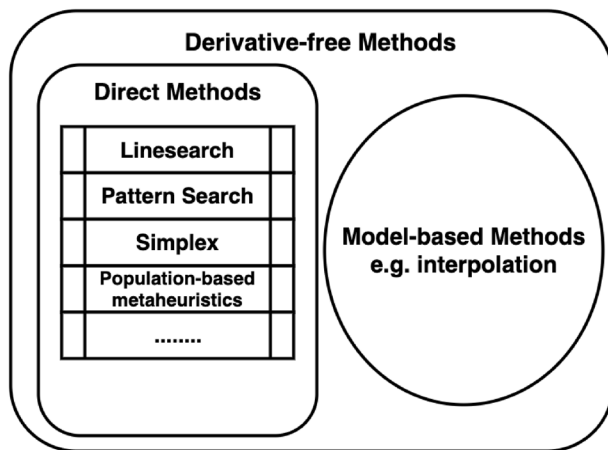 Derivative-free Methods
Direct Methods
Linesearch
Pattern Search
Simplex
Population-based
metaheuristics
........
Model-based Methods
e.g. interpolation